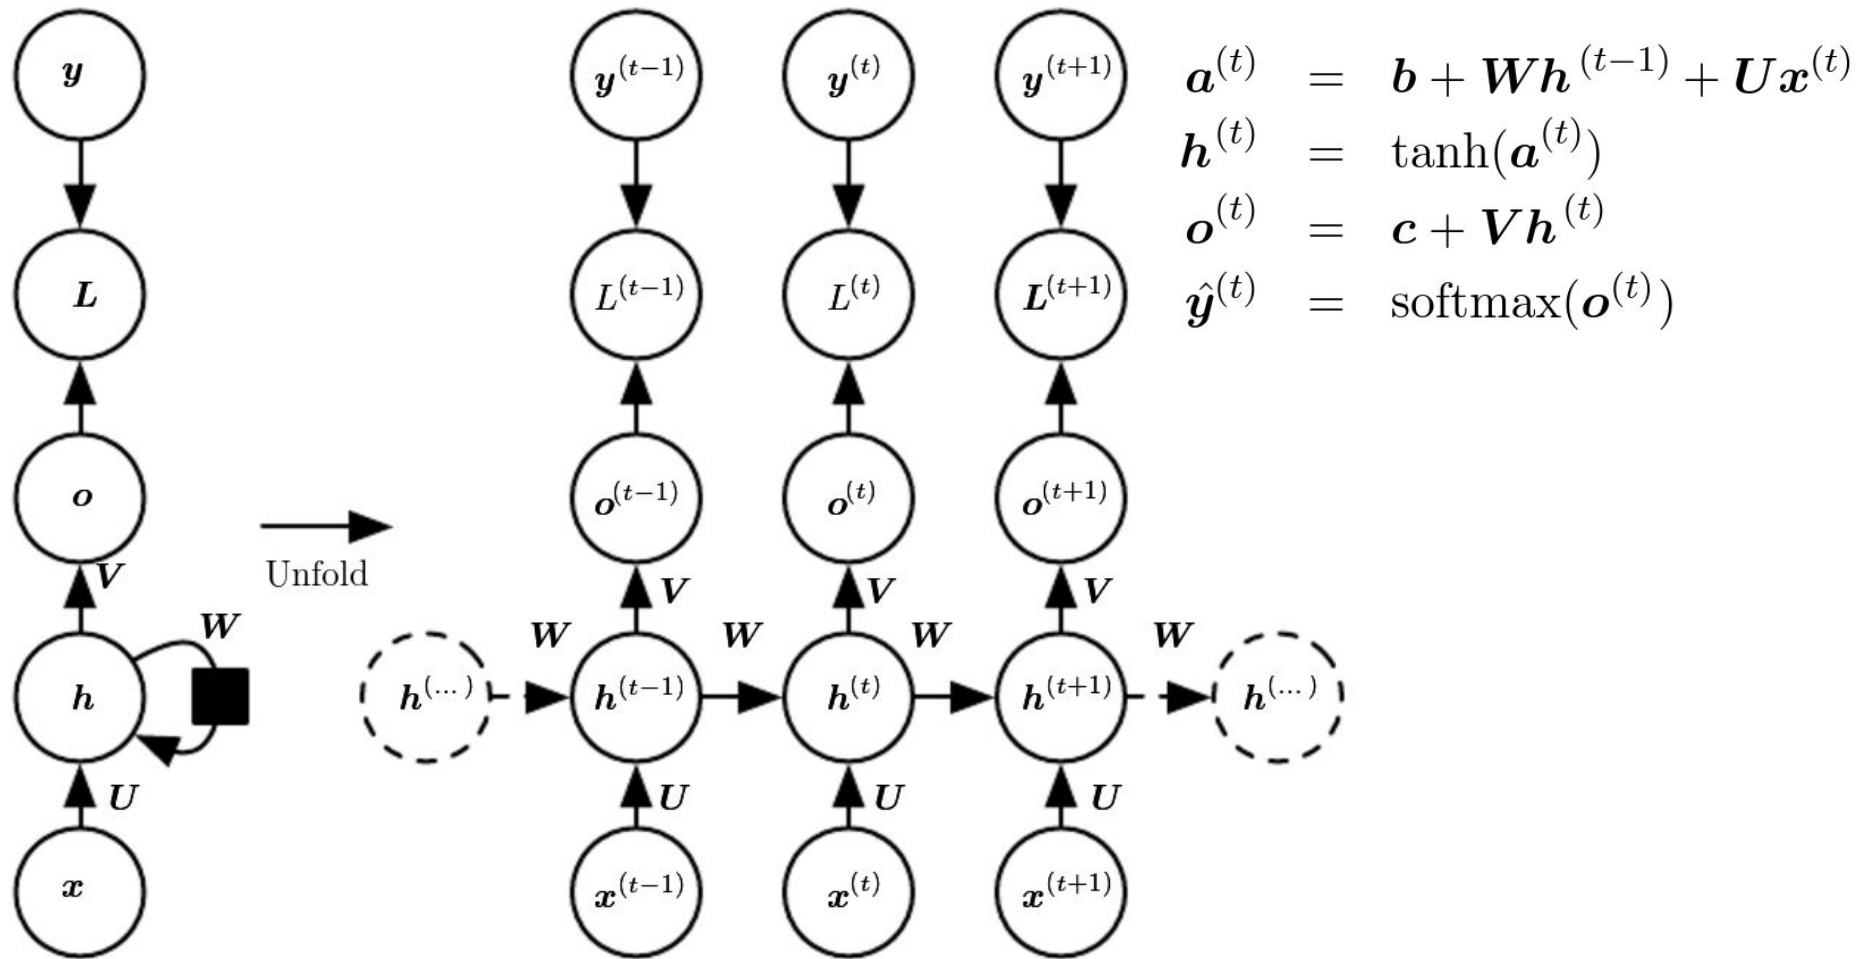 y y^{(t-1)} y^{(t)} y^{(t+1)}
L L^{(t-1)} L^{(t)} L^{(t+1)}
o o^{(t-1)} o^{(t)} o^{(t+1)}
Unfold
V V V V
W W W W W
h h^{(...)} h^{(t-1)} h^{(t)} h^{(t+1)} h^{(...)}
U U U U
x x^{(t-1)} x^{(t)} x^{(t+1)}
a^{(t)} = b + Wh^{(t-1)} + Ux^{(t)}
h^{(t)} = tanh(a^{(t)})
o^{(t)} = c + Vh^{(t)}
ŷ^{(t)} = softmax(o^{(t)})